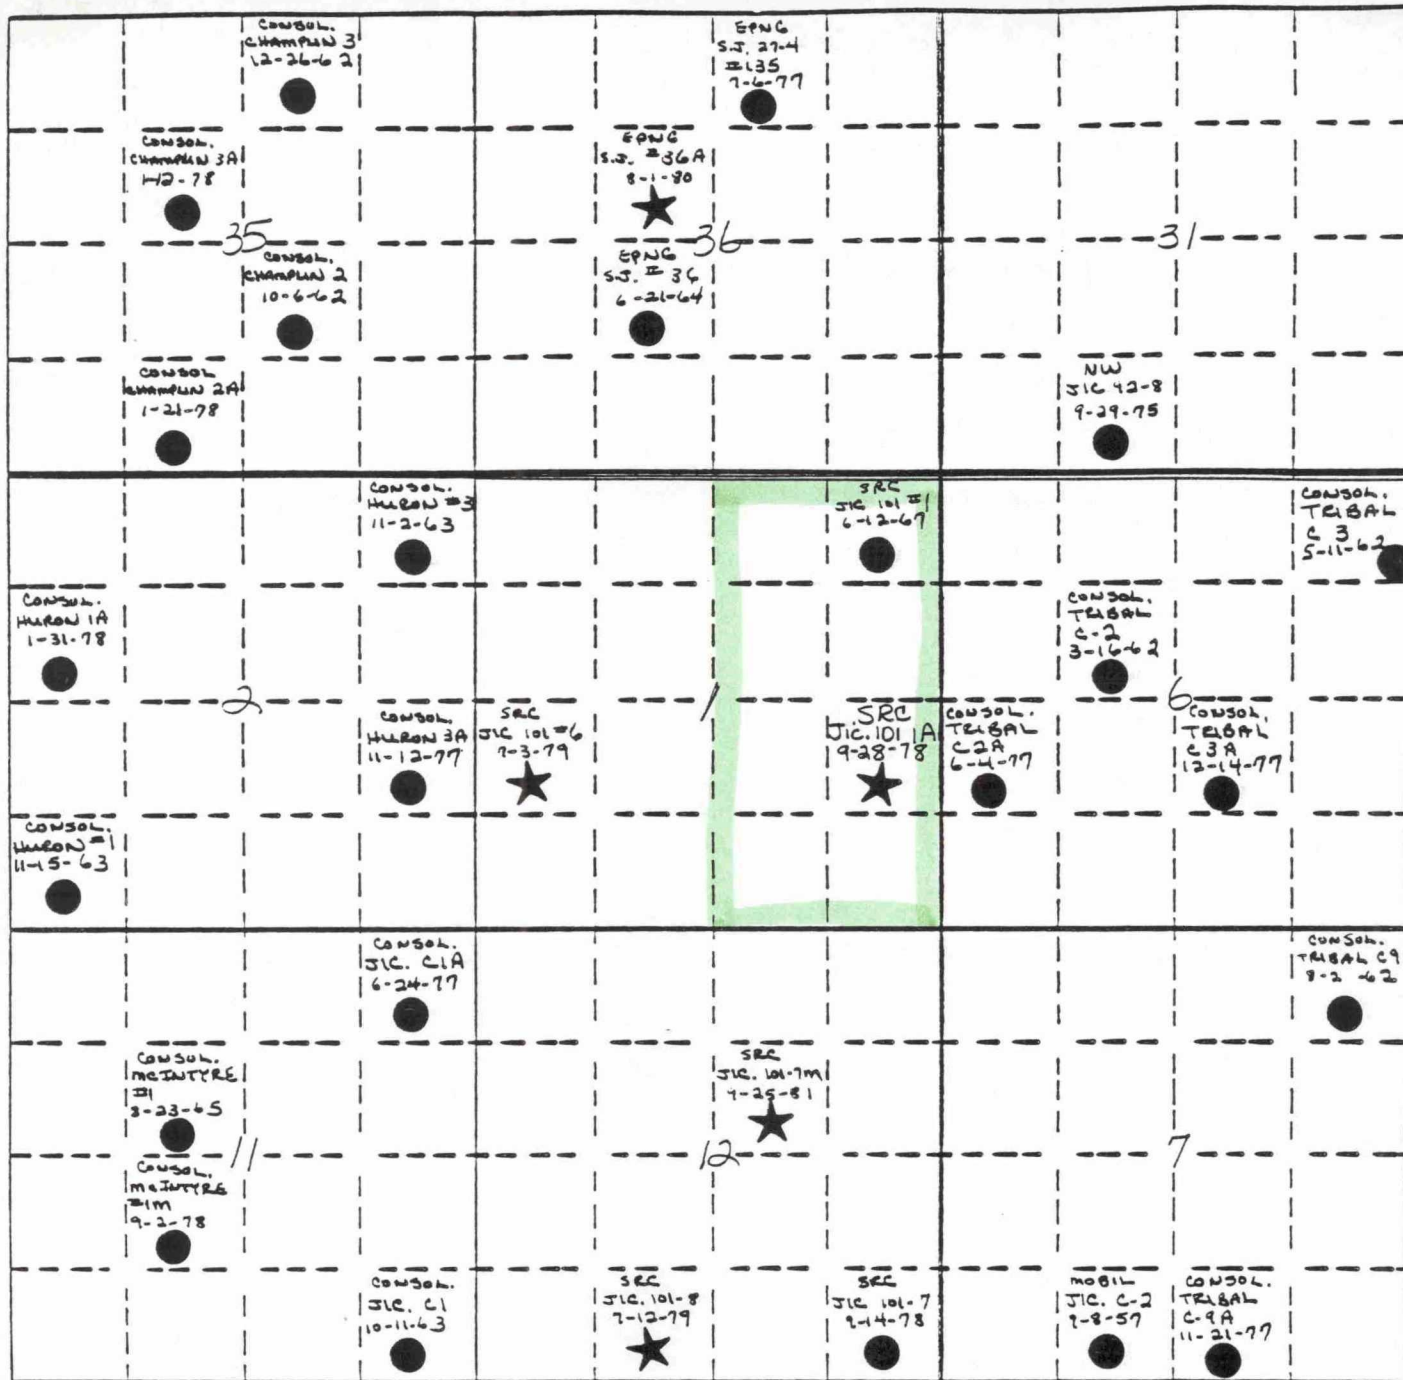 CONSOL.
CHAMPLIN 3
12-26-62
EPNG
S.J. 27-4
#135
7-6-77
CONSOL.
CHAMPLIN 3A
1-12-78
EPNG
S.J. #36A
8-1-80
35
36
31
CONSOL.
CHAMPLIN 2
10-6-62
EPNG
S.J. # 36
6-21-64
CONSOL
CHAMPLIN 2A
1-21-78
NW
JIC 42-8
9-29-75
CONSOL.
HURON #3
11-2-63
SRC
JIC 101 #1
6-12-67
CONSOL.
TRIBAL
C 3
5-11-62
CONSOL.
HURON 1A
1-31-78
CONSOL.
TRIBAL
C-2
3-16-62
2
1
6
CONSOL.
HURON 3A
11-12-77
SRC
JIC 101 #6
7-3-79
SRC
JIC. 101 1A
9-28-78
CONSOL.
TRIBAL
C 2A
6-4-77
CONSOL.
TRIBAL
C 3A
12-14-77
CONSOL.
HURON #1
11-15-63
CONSOL.
JIC. C1A
6-24-77
CONSOL.
TRIBAL C9
8-2-62
CONSOL.
MCINTYRE
#1
8-23-65
SRC
JIC. 101-7M
9-25-81
11
12
7
CONSOL.
MCINTYRE
#1M
9-2-78
CONSOL.
JIC. C1
10-11-63
SRC
JIC. 101-8
7-12-79
SRC
JIC 101-7
9-14-78
MOBIL
JIC. C-2
9-8-57
CONSOL.
TRIBAL
C-9A
11-21-77